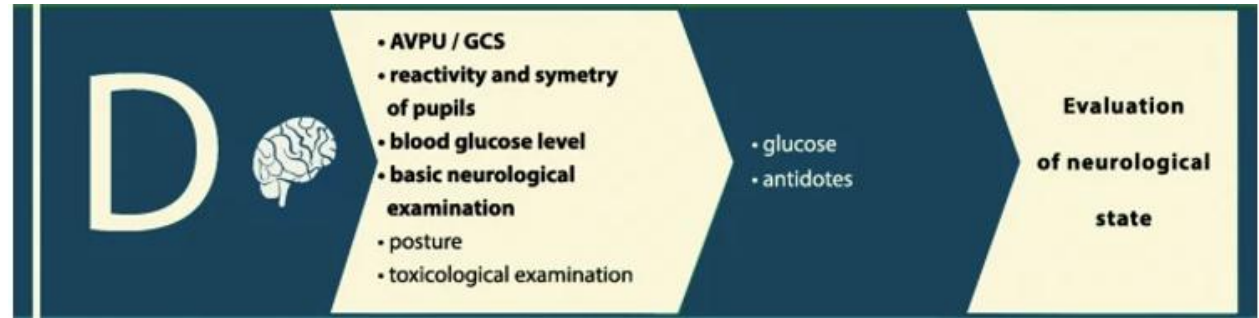 D
• AVPU / GCS
• reactivity and symetry
of pupils
• blood glucose level
• basic neurological
examination
• posture
• toxicological examination
• glucose
• antidotes
Evaluation
of neurological
state